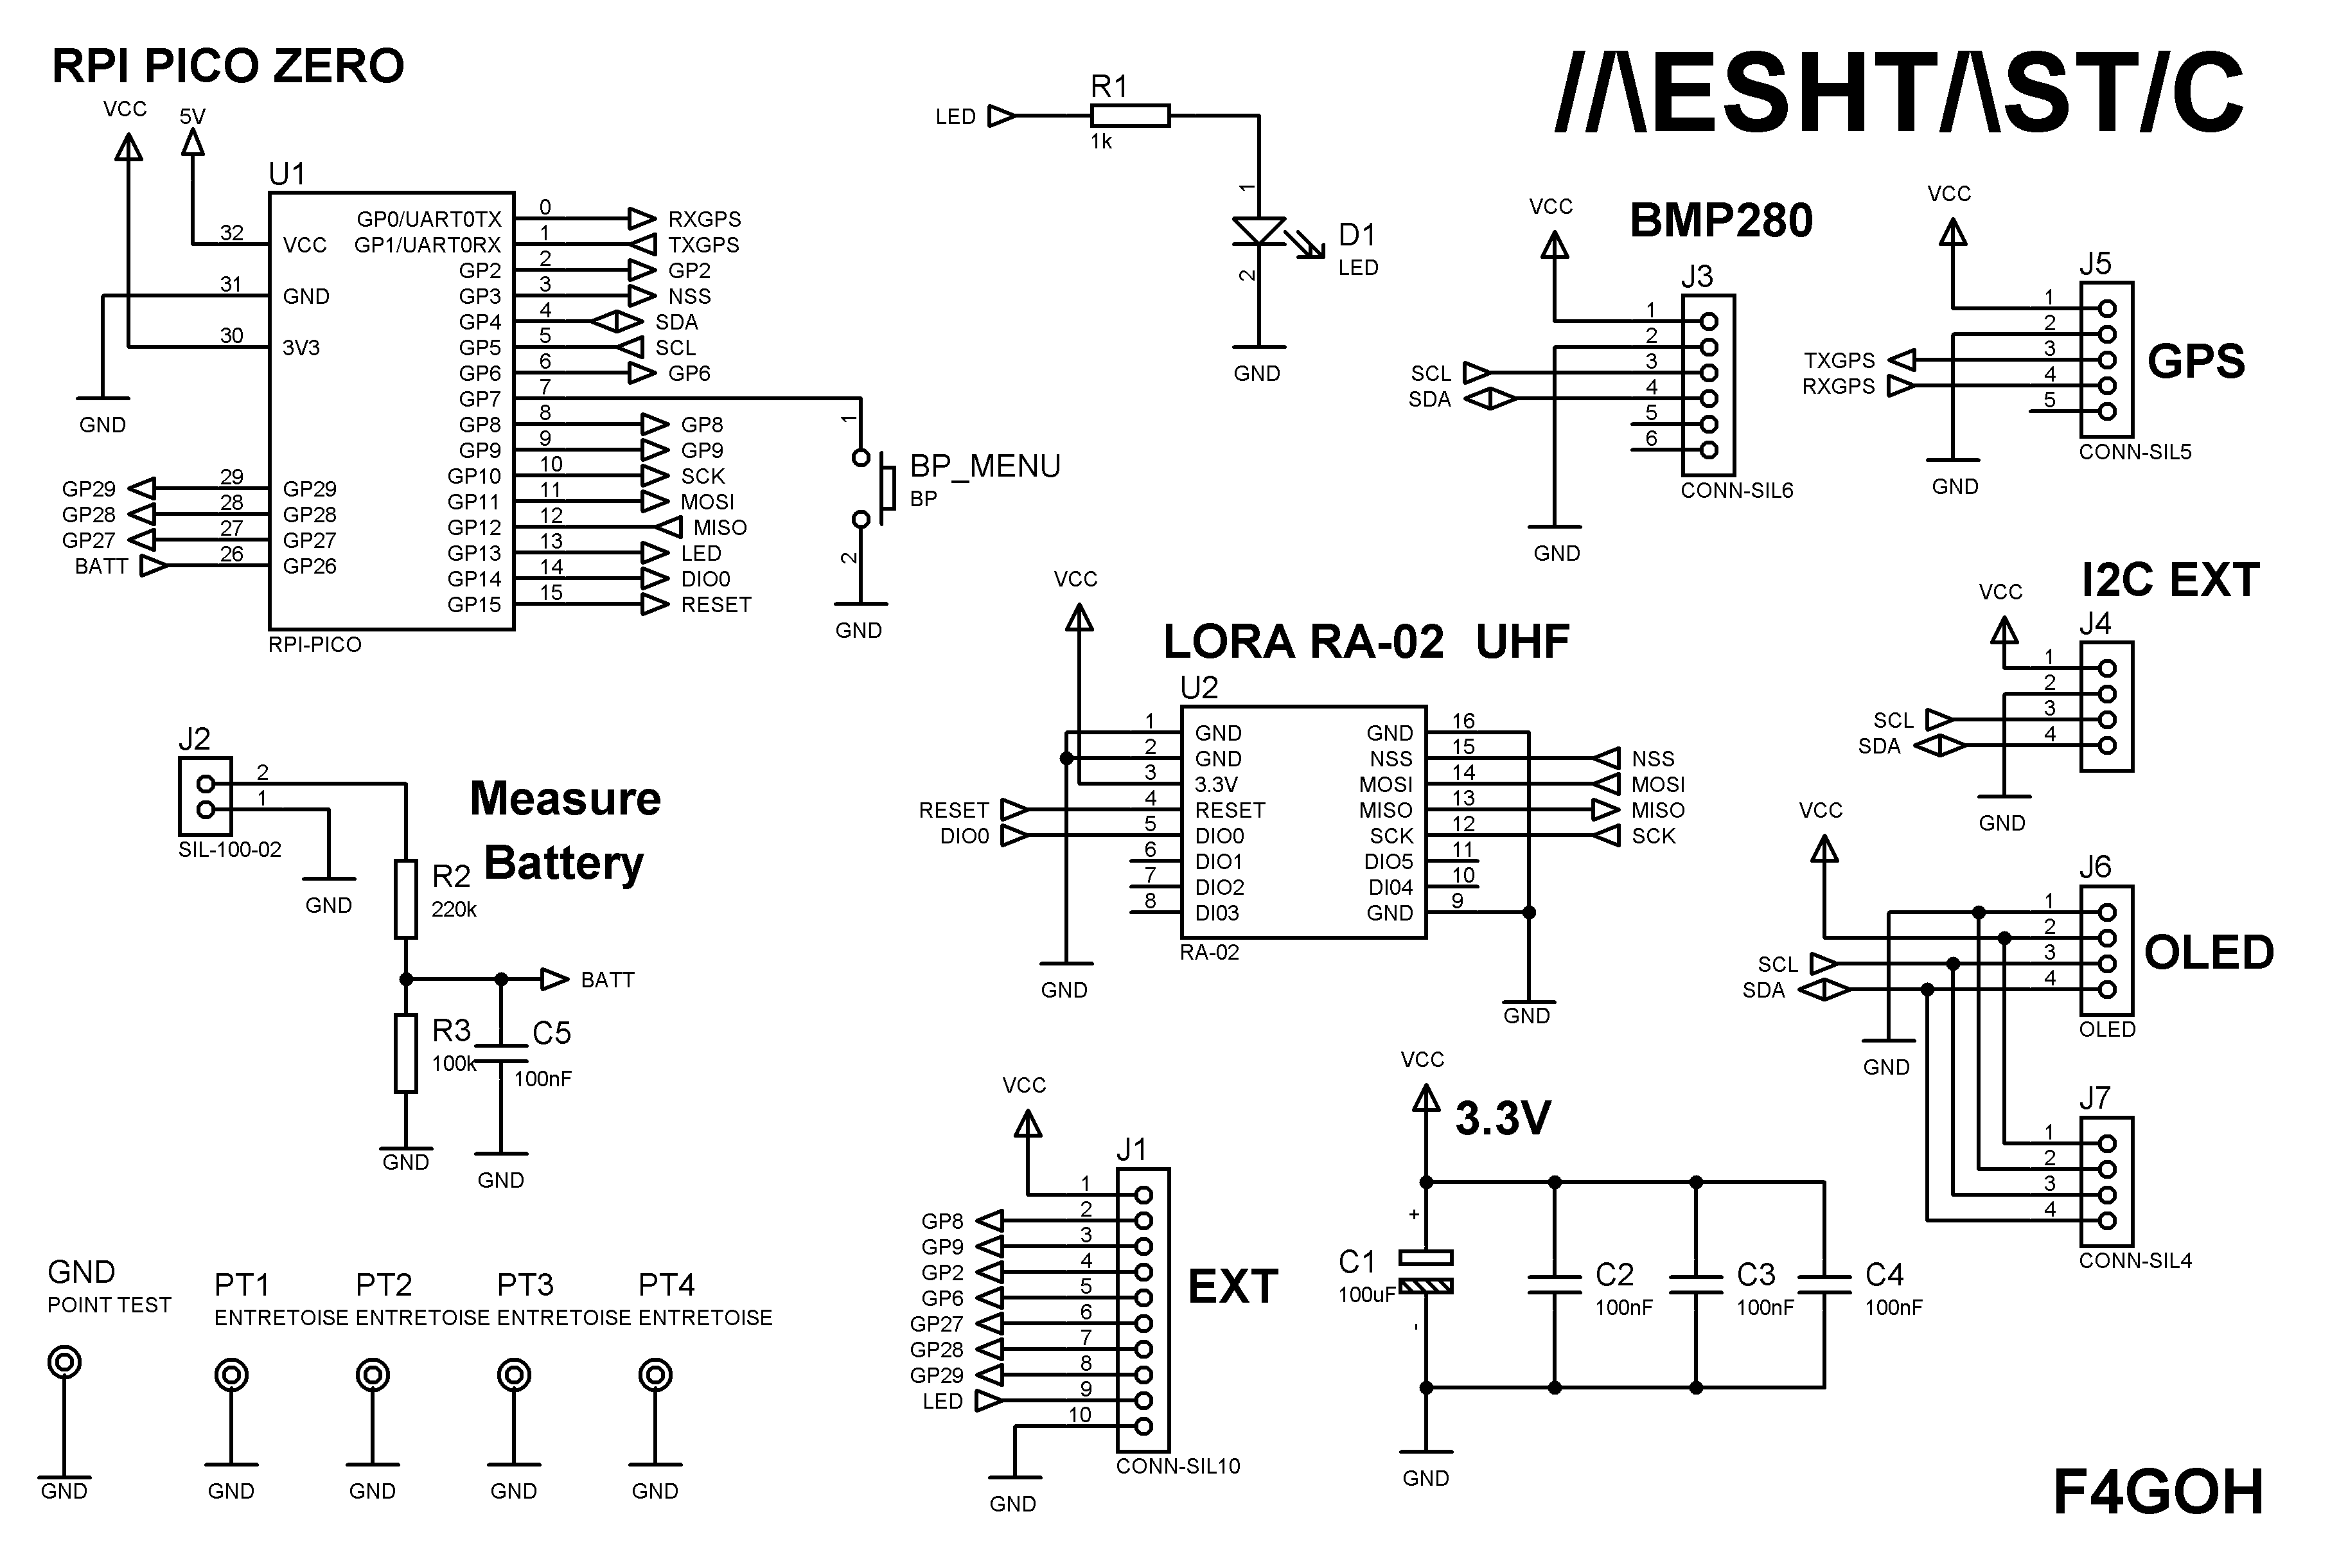 RPI PICO ZERO
//\ESHT/\ST/C
VCC
5V
U1
32
31
30
29
28
27
26
VCC
GND
3V3
GP29
GP28
GP27
GP26
GP0/UART0TX
GP1/UART0RX
GP2
GP3
GP4
GP5
GP6
GP7
GP8
GP9
GP10
GP11
GP12
GP13
GP14
GP15
0
1
2
3
4
5
6
7
8
9
10
11
12
13
14
15
RXGPS
TXGPS
GP2
NSS
SDA
SCL
GP6
GP8
GP9
SCK
MOSI
MISO
LED
DIO0
RESET
GND
GP29
GP28
GP27
BATT
RPI-PICO
1
BP_MENU
BP
2
GND
LED
R1
1k
1
D1
LED
2
GND
BMP280
VCC
J3
1
2
3
4
5
6
SCL
SDA
CONN-SIL6
GND
VCC
J5
1
2
3
4
5
TXGPS
RXGPS
GPS
CONN-SIL5
GND
I2C EXT
VCC
J4
1
2
3
4
SCL
SDA
GND
LORA RA-02 UHF
VCC
U2
1 GND
2 GND
3 3.3V
4 RESET
5 DIO0
6 DIO1
7 DIO2
8 DI03
GND 16
NSS 15
MOSI 14
MISO 13
SCK 12
DIO5 11
DI04 10
GND 9
RESET
DIO0
NSS
MOSI
MISO
SCK
RA-02
GND
GND
J2
2
1
SIL-100-02
GND
Measure
Battery
R2
220k
BATT
R3
100k
C5
100nF
GND
GND
VCC
J6
1
2
3
4
SCL
SDA
OLED
OLED
GND
J7
1
2
3
4
CONN-SIL4
VCC
J1
1
2
3
4
5
6
7
8
9
10
GP8
GP9
GP2
GP6
GP27
GP28
GP29
LED
EXT
CONN-SIL10
GND
VCC
3.3V
+
C1
100uF
-
C2
100nF
C3
100nF
C4
100nF
GND
GND
POINT TEST
GND
PT1
ENTRETOISE
GND
PT2
ENTRETOISE
GND
PT3
ENTRETOISE
GND
PT4
ENTRETOISE
GND
F4GOH